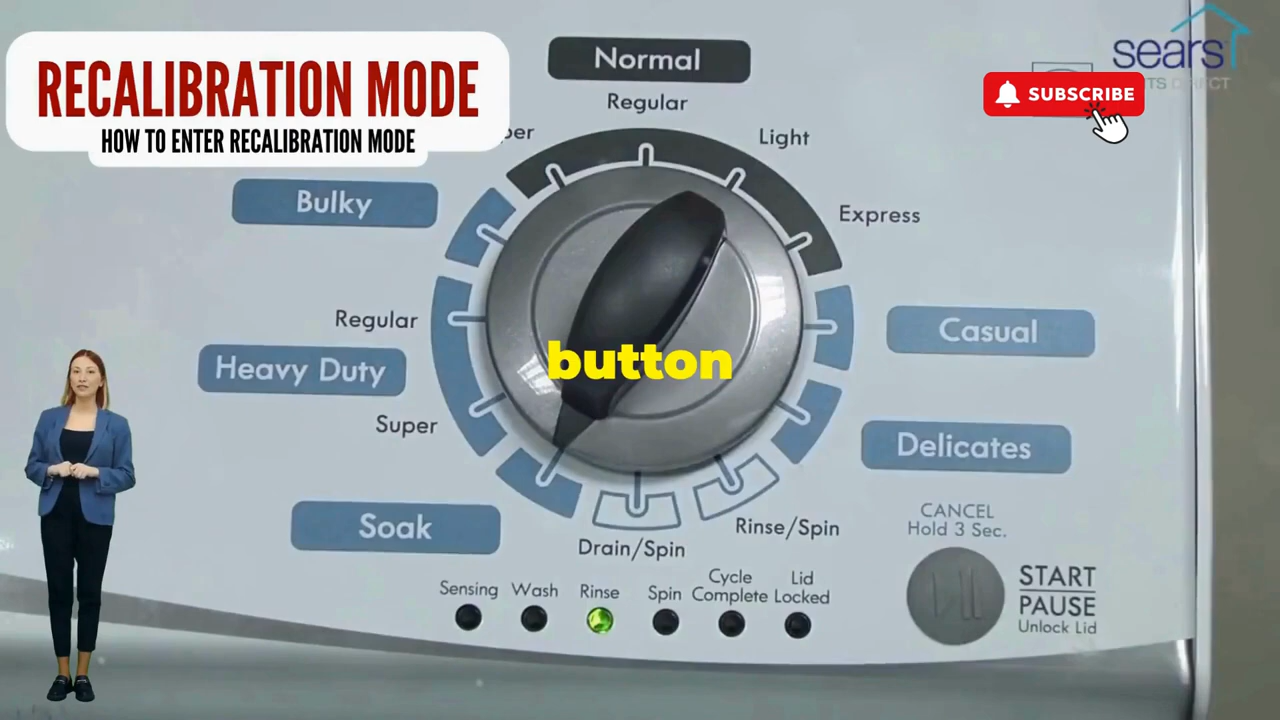 RECALIBRATION MODE
HOW TO ENTER RECALIBRATION MODE
sears
SUBSCRIBE
Normal
Regular
Light
Express
Bulky
Regular
Heavy Duty
Super
Casual
button
Delicates
Soak
Drain/Spin
Rinse/Spin
CANCEL
Hold 3 Sec.
Sensing
Wash
Rinse
Spin
Cycle
Complete
Lid
Locked
START
PAUSE
Unlock Lid